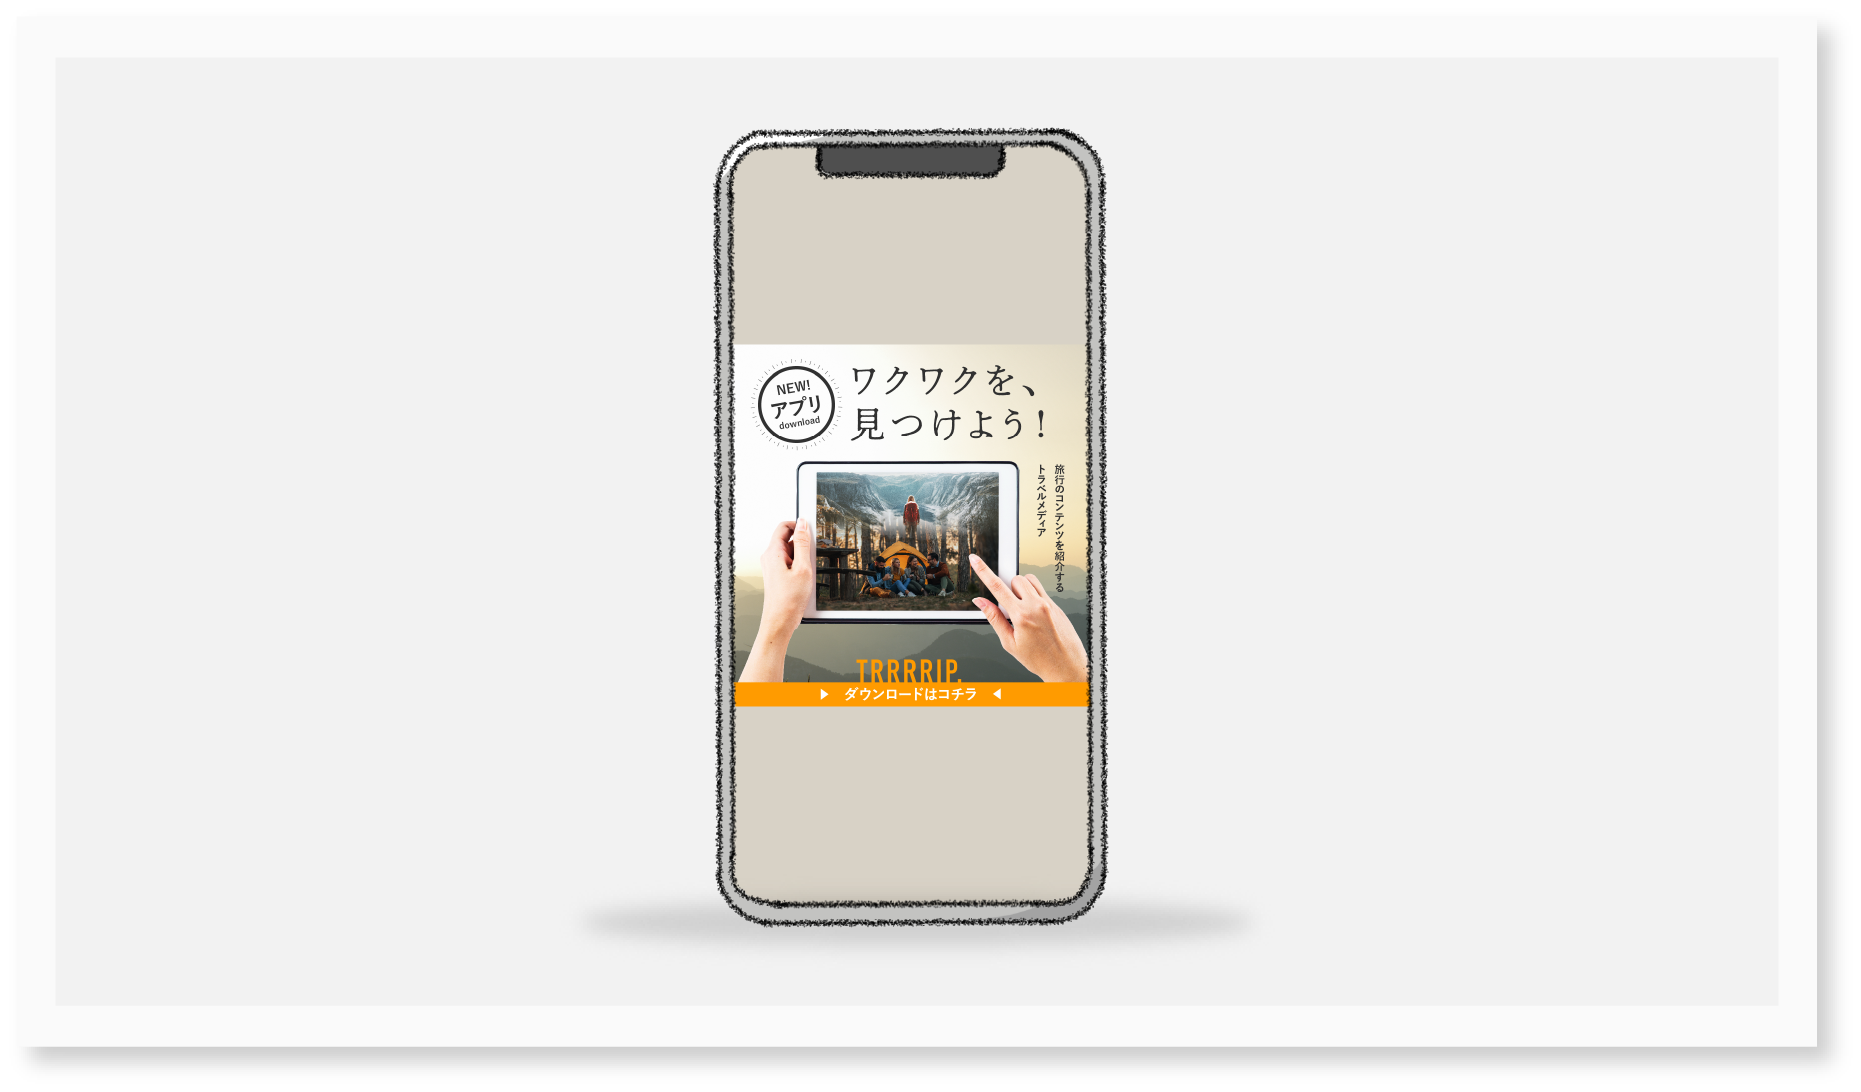 NEW!
アプリ
download
ワクワクを、
見つけよう!
旅行のコンテンツを紹介する
トラベルメディア
TRRRRIP.
ダウンロードはコチラ